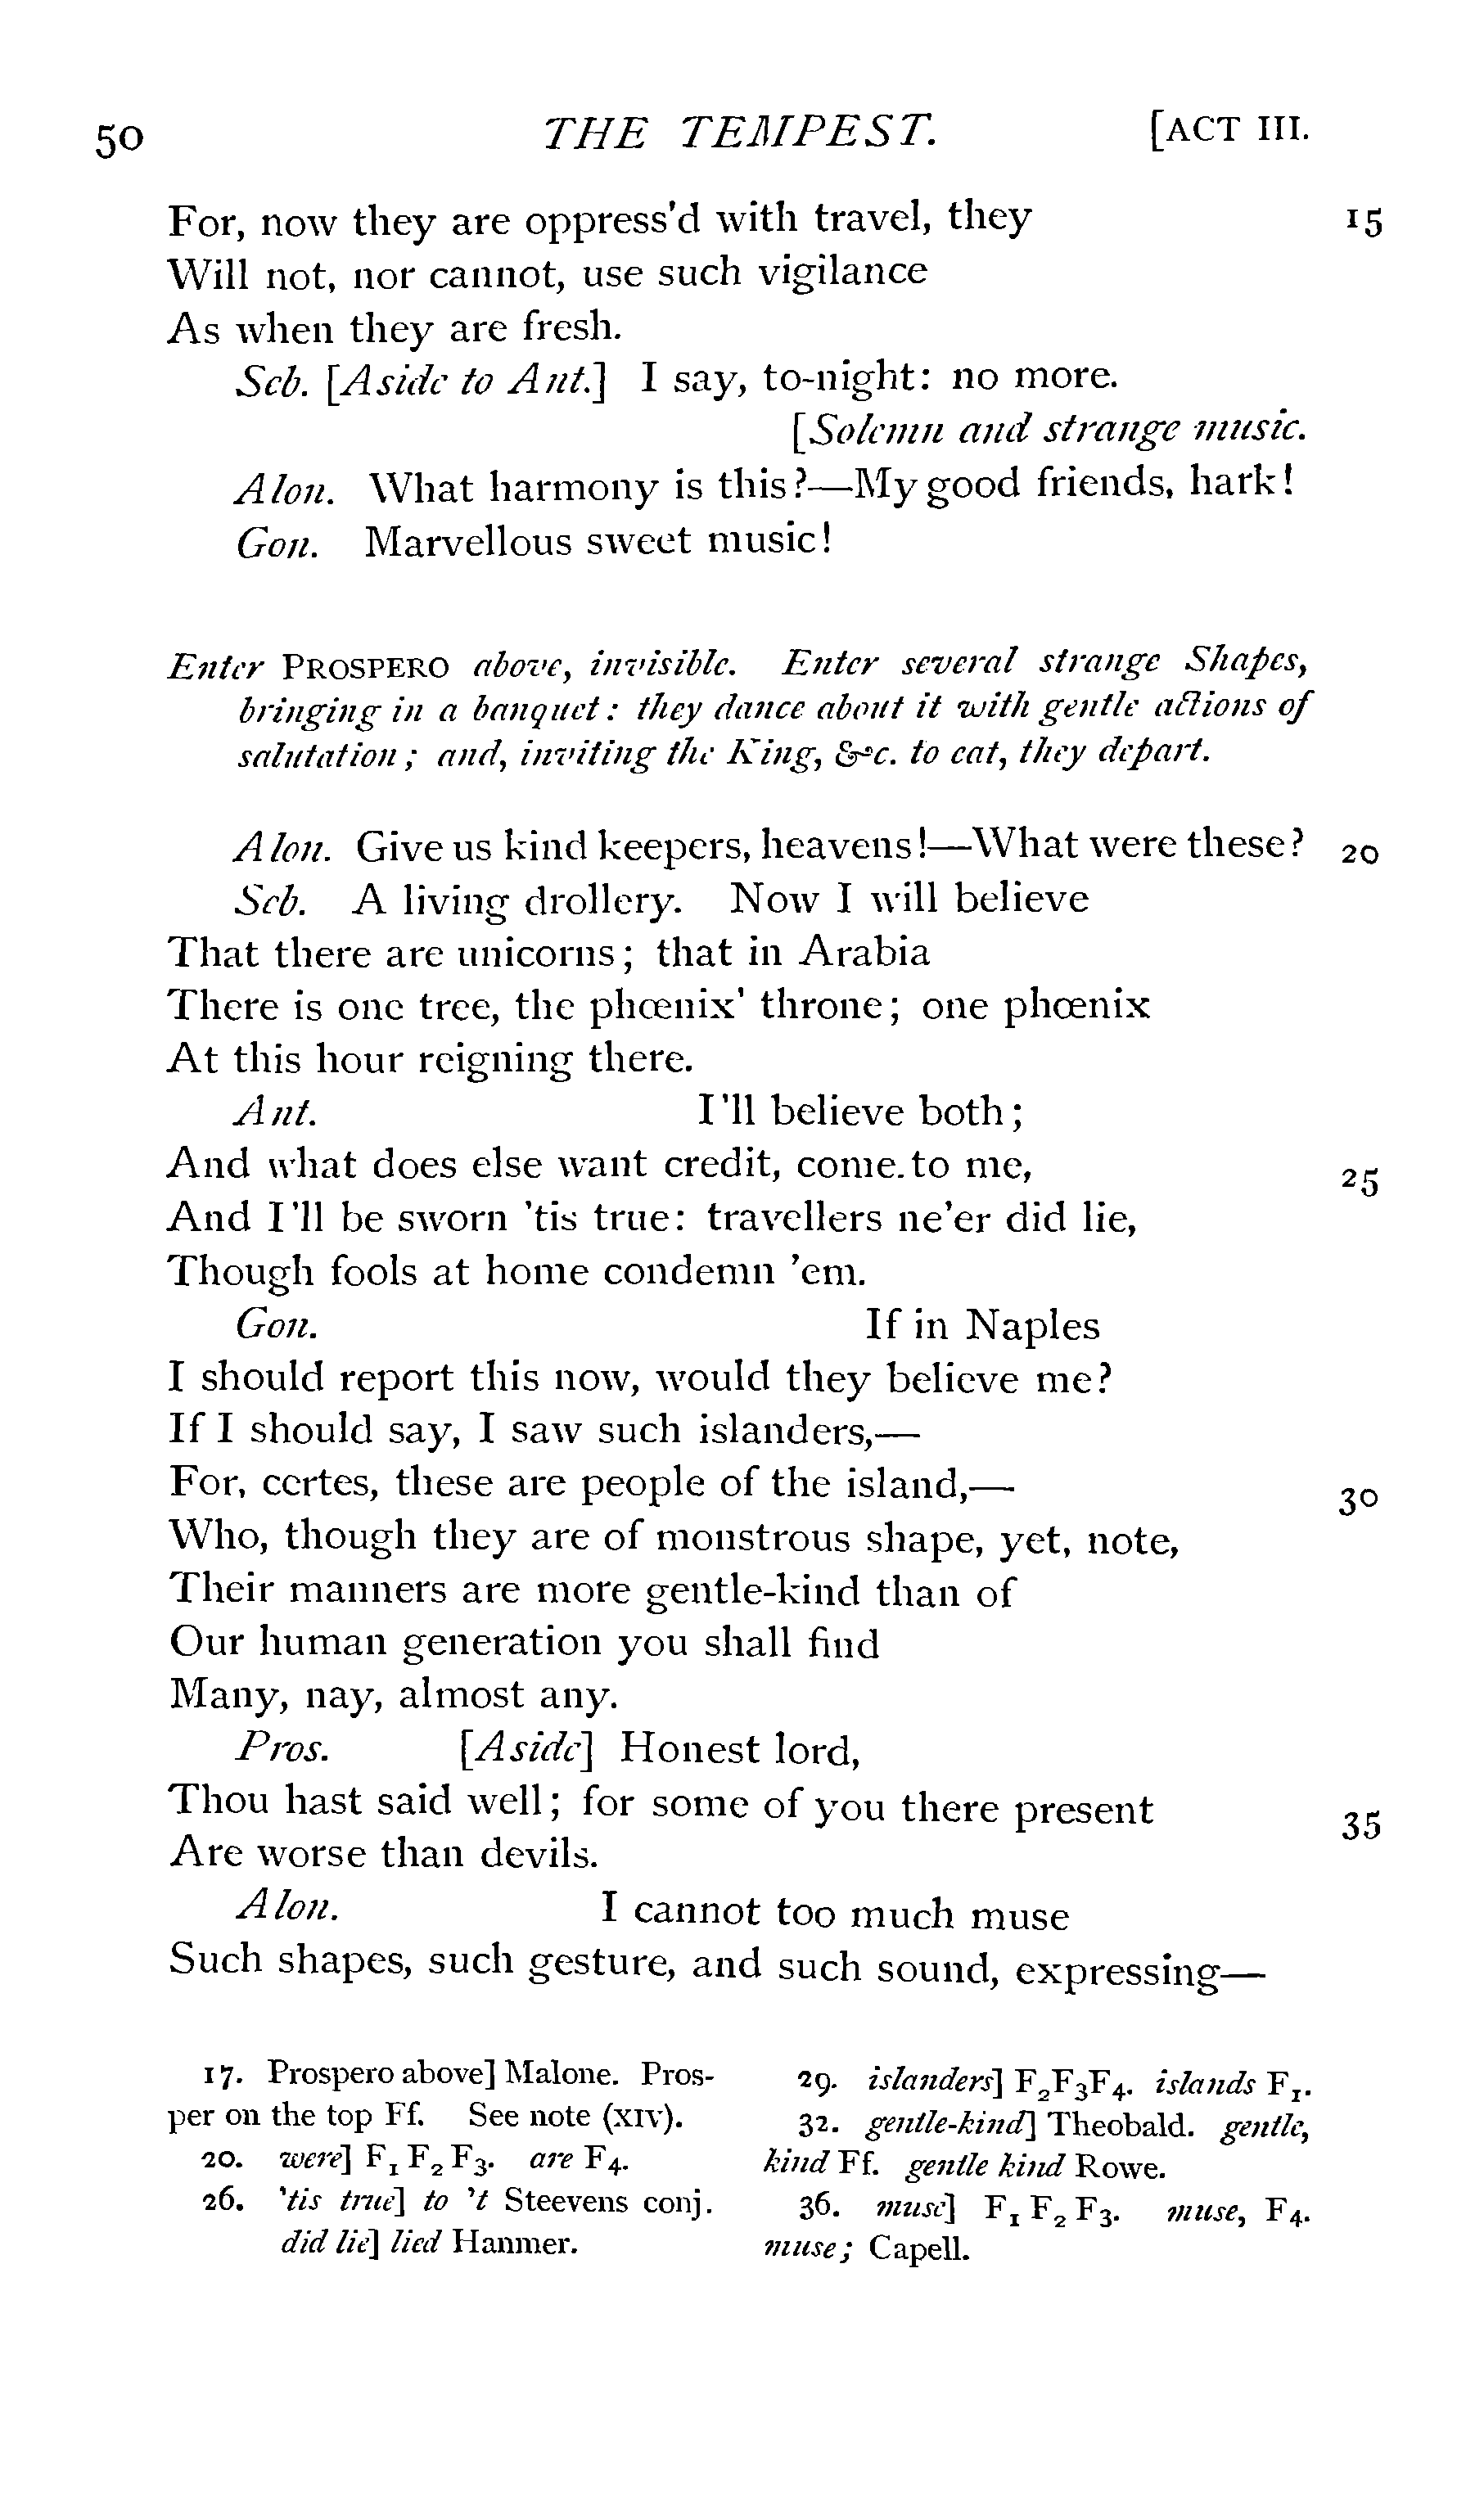 50 THE TEMPEST. [ACT III.
For, now they are oppress'd with travel, they 15
Will not, nor cannot, use such vigilance
As when they are fresh.
Seb. [Aside to Ant.] I say, to-night: no more.
[Solemn and strange music.
Alon. What harmony is this?—My good friends, hark!
Gon. Marvellous sweet music!
Enter PROSPERO above, invisible. Enter several strange Shapes,
bringing in a banquet: they dance about it with gentle actions of
salutation; and, inviting the King, &c. to eat, they depart.
Alon. Give us kind keepers, heavens!—What were these? 20
Seb. A living drollery. Now I will believe
That there are unicorns; that in Arabia
There is one tree, the phœnix' throne; one phœnix
At this hour reigning there.
Ant. I'll believe both;
And what does else want credit, come.to me, 25
And I'll be sworn 'tis true: travellers ne'er did lie,
Though fools at home condemn 'em.
Gon. If in Naples
I should report this now, would they believe me?
If I should say, I saw such islanders,—
For, certes, these are people of the island,— 30
Who, though they are of monstrous shape, yet, note,
Their manners are more gentle-kind than of
Our human generation you shall find
Many, nay, almost any.
Pros. [Aside] Honest lord,
Thou hast said well; for some of you there present 35
Are worse than devils.
Alon. I cannot too much muse
Such shapes, such gesture, and such sound, expressing—
17. Prospero above] Malone. Pros-
per on the top Ff. See note (XIV).
20. were] F1 F2 F3. are F4.
26. 'tis true] to 't Steevens conj.
did lie] lied Hanmer.
29. islanders] F2F3F4. islands F1.
32. gentle-kind] Theobald. gentle,
kind Ff. gentle kind Rowe.
36. muse] F1 F2 F3. muse, F4.
muse; Capell.